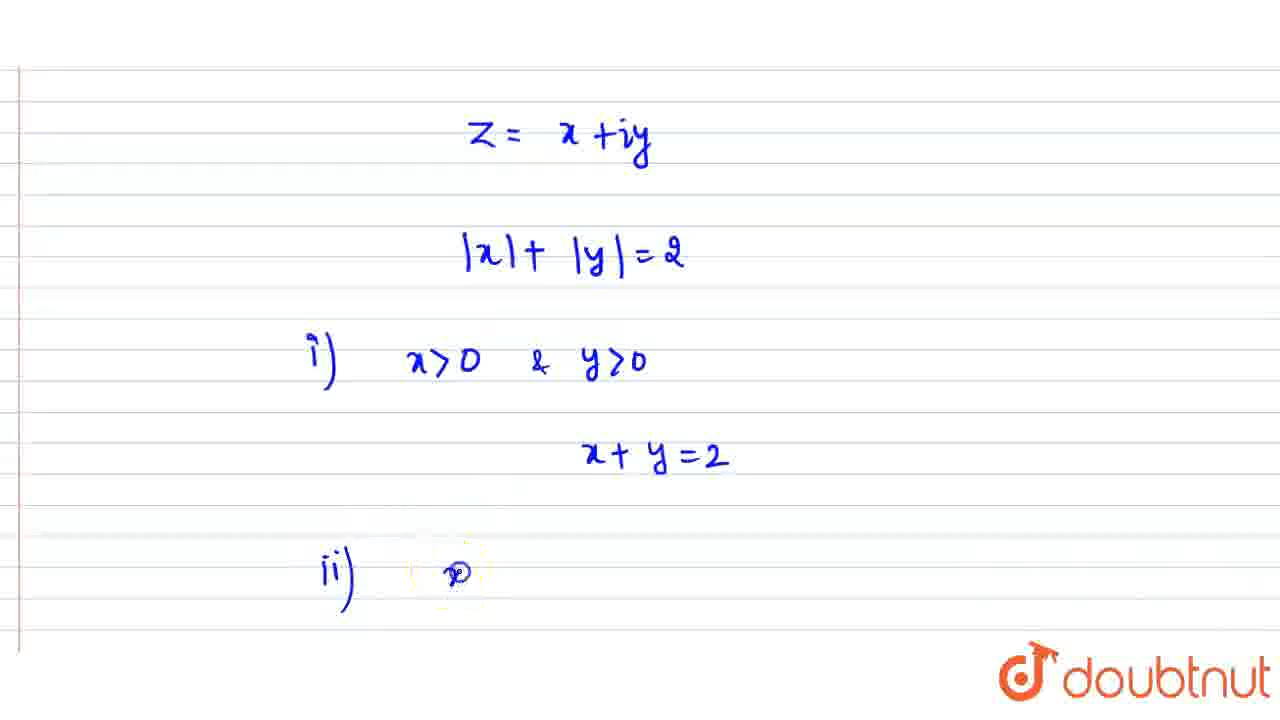 z = x + iy
|x| + |y| = 2
i) x > 0 & y > 0
x + y = 2
ii) x
doubtnut